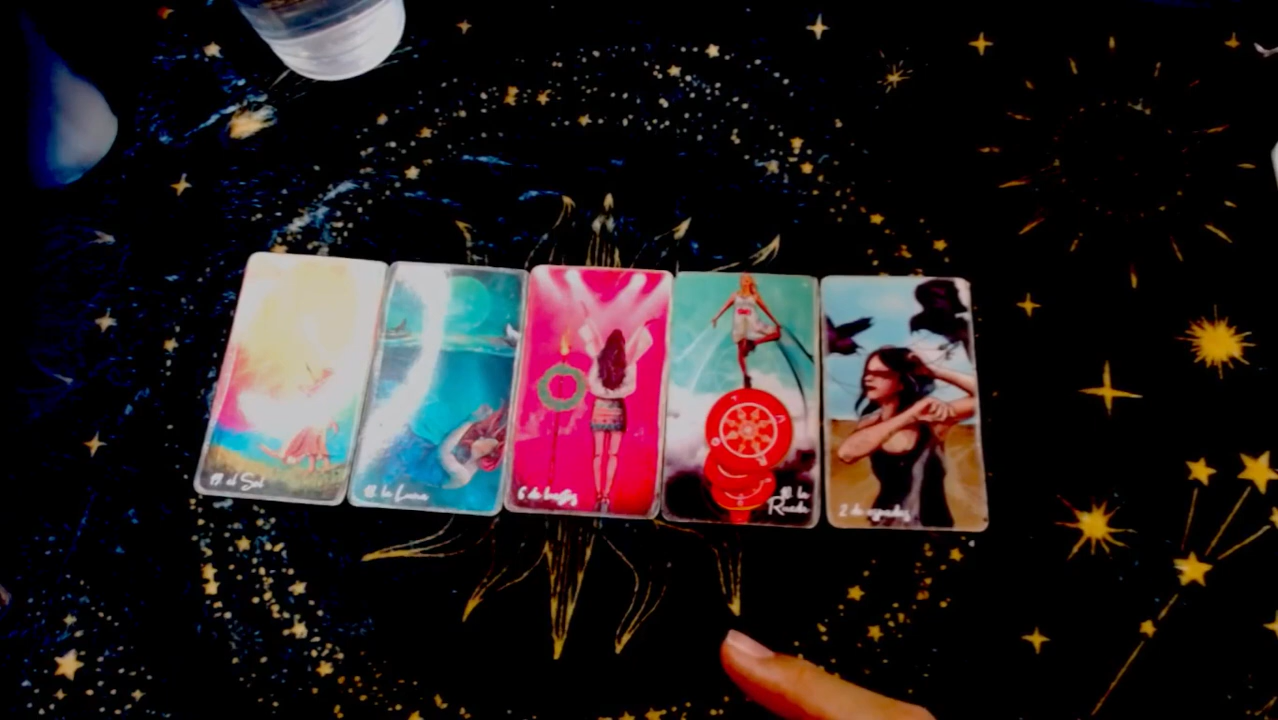 19. el Sol
18. la Luna
6 de bastos
10. la
Rueda
2 de espadas